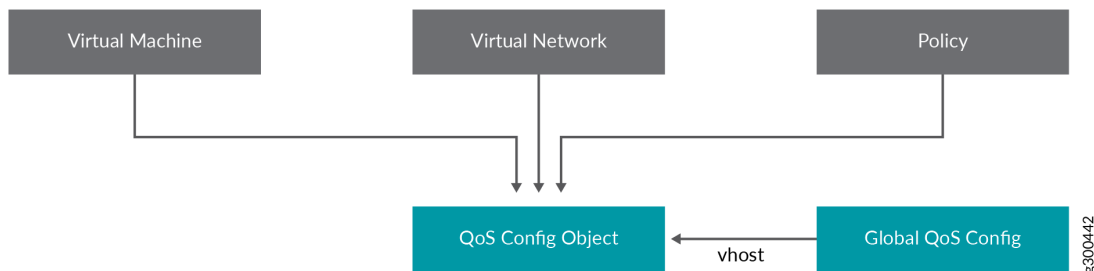 Virtual Machine
Virtual Network
Policy
QoS Config Object
vhost
Global QoS Config
g300442